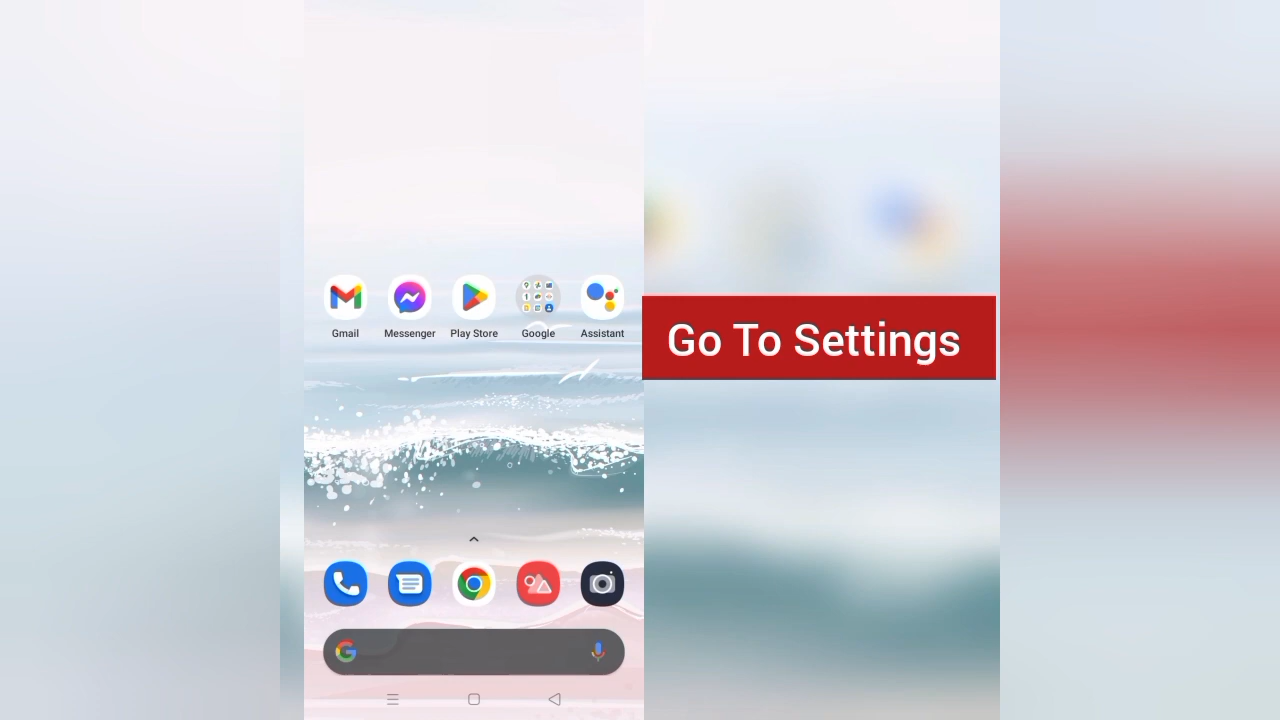 Gmail
Messenger
Play Store
Google
Assistant
Go To Settings